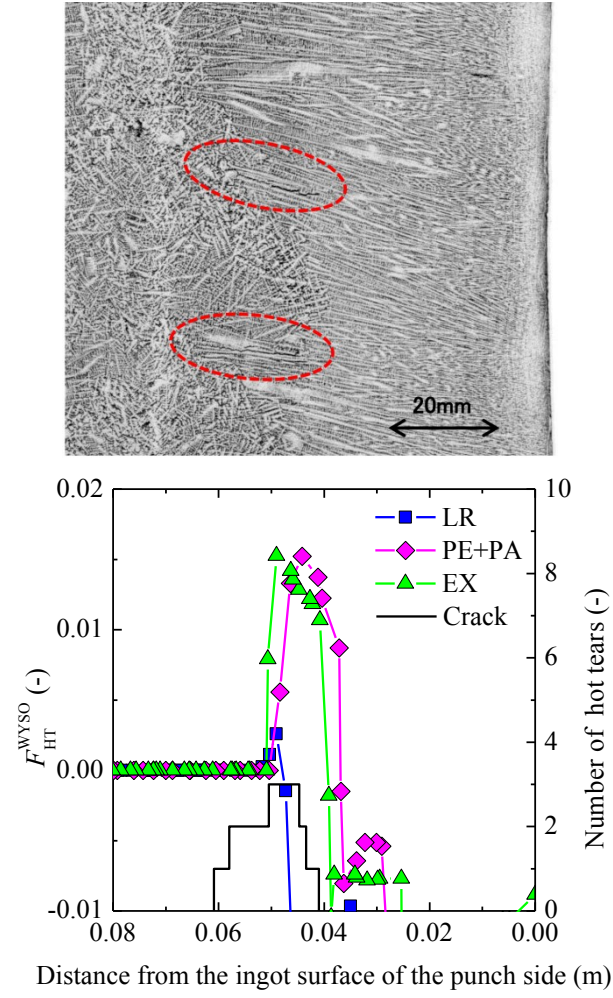 20mm
0.02
0.01
0.00
-0.01
F_HT^WYSO (-)
10
8
6
4
2
0
Number of hot tears (-)
LR
PE+PA
EX
Crack
0.08 0.06 0.04 0.02 0.00
Distance from the ingot surface of the punch side (m)